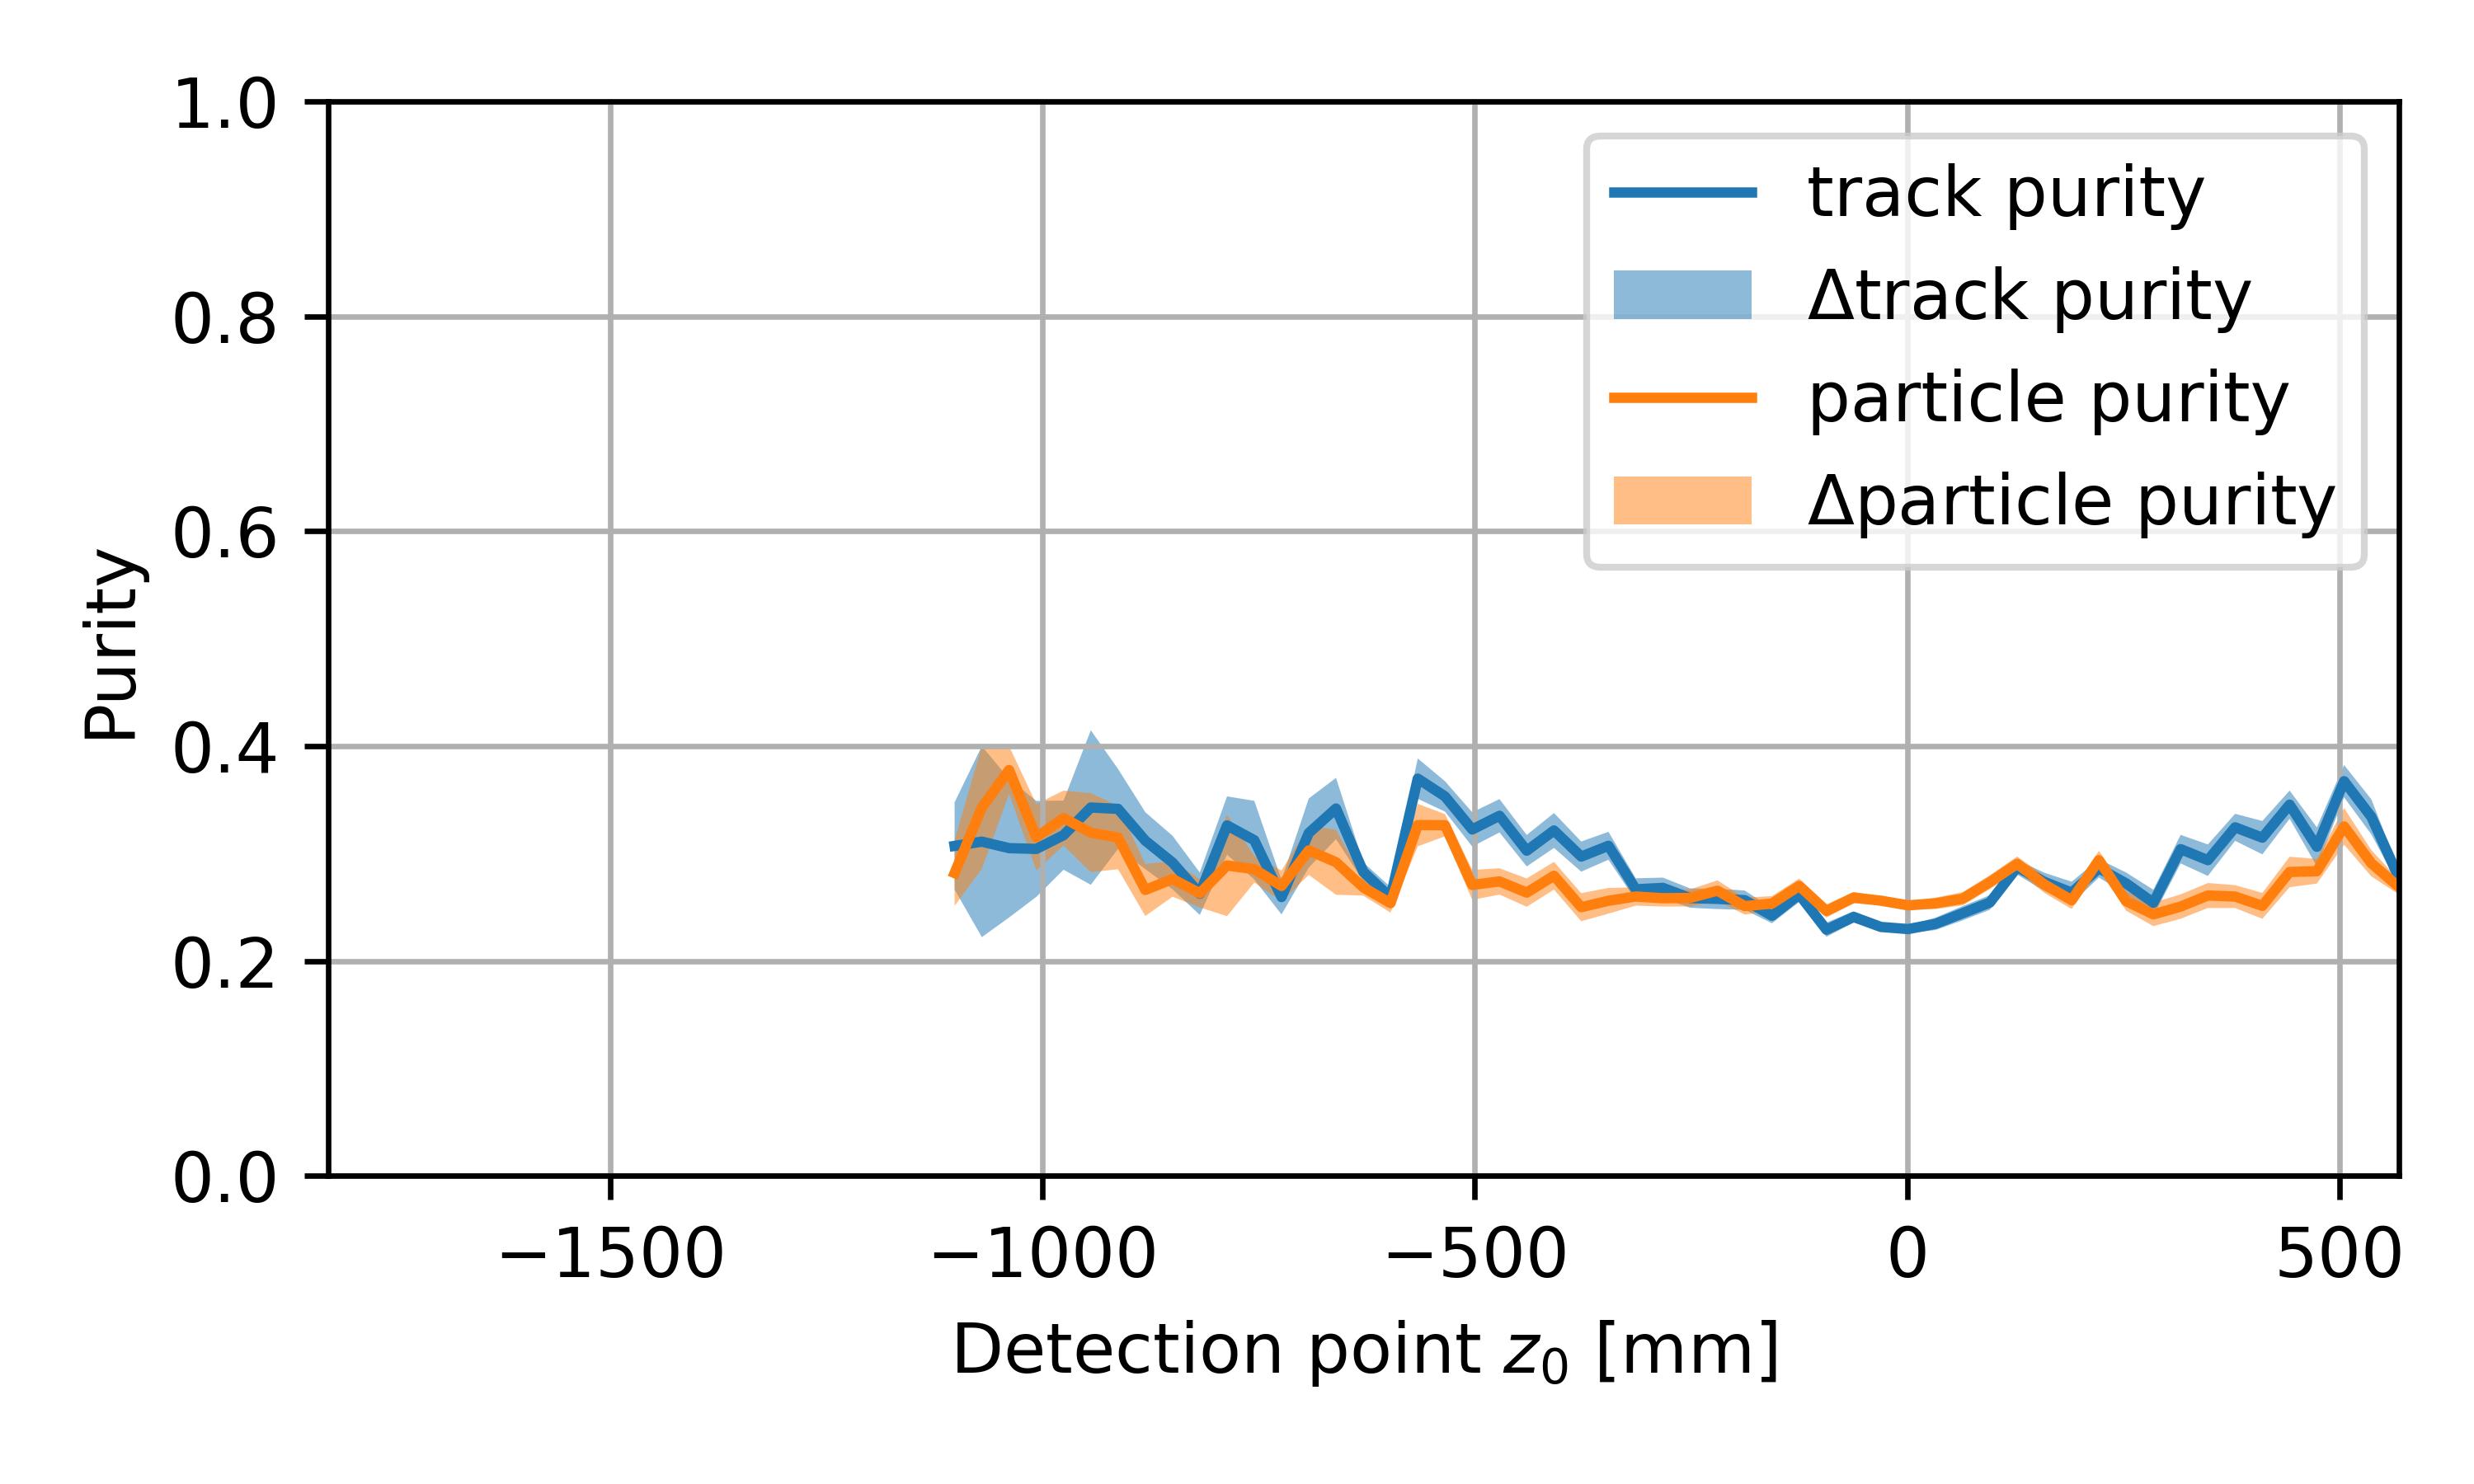 1.0
0.8
0.6
0.4
0.2
0.0
Purity
track purity
Δtrack purity
particle purity
Δparticle purity
−1500 −1000 −500 0 500
Detection point z₀ [mm]